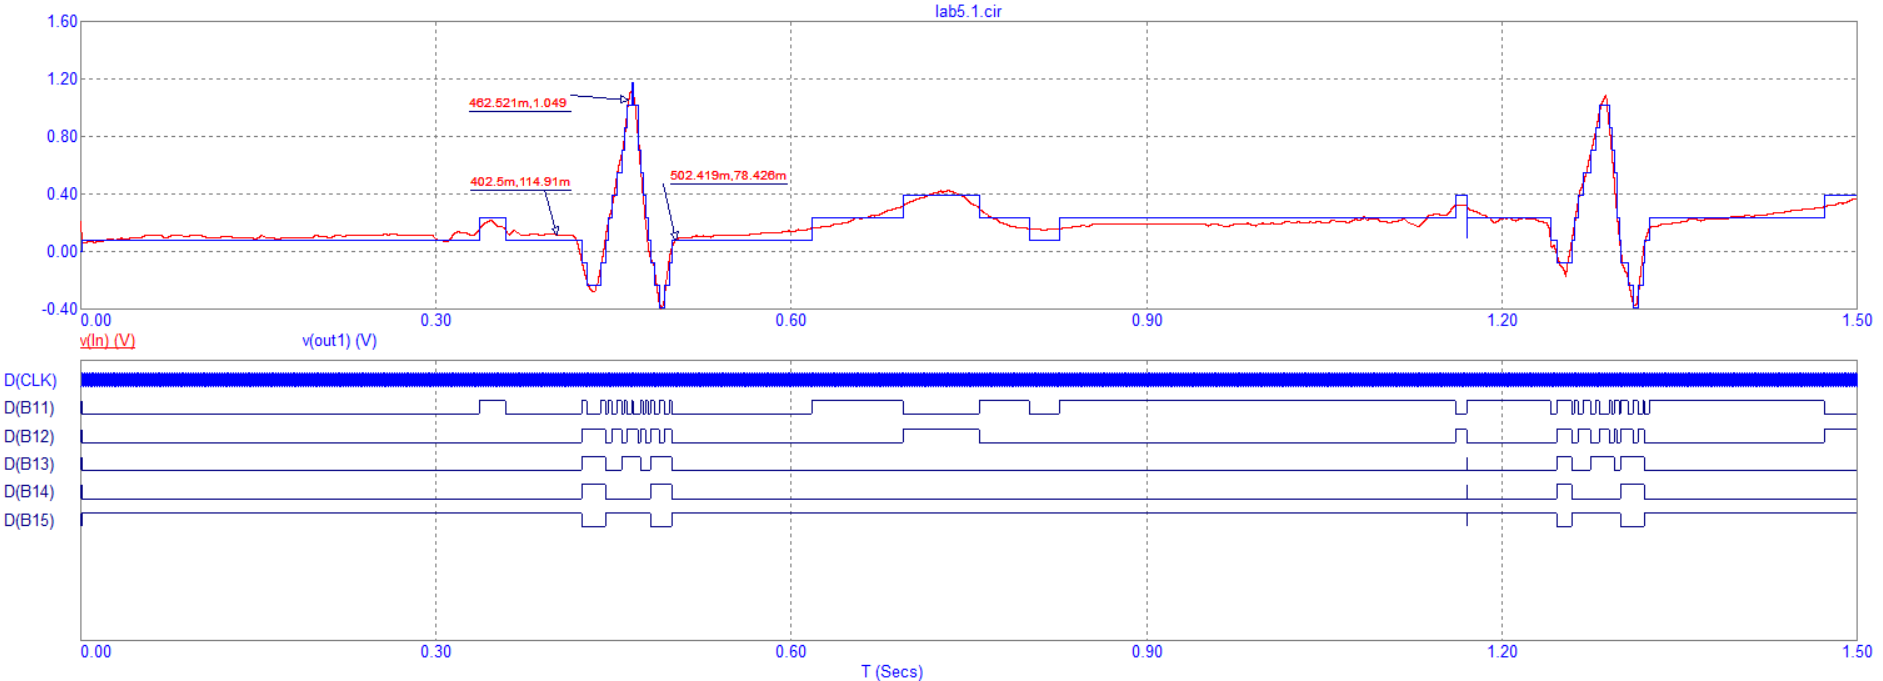 lab5.1.cir
1.60
1.20
0.80
0.40
0.00
-0.40
462.521m,1.049
402.5m,114.91m
502.419m,78.426m
0.00 0.30 0.60 0.90 1.20 1.50
v(In) (V) v(out1) (V)
D(CLK)
D(B11)
D(B12)
D(B13)
D(B14)
D(B15)
0.00 0.30 0.60 0.90 1.20 1.50
T (Secs)